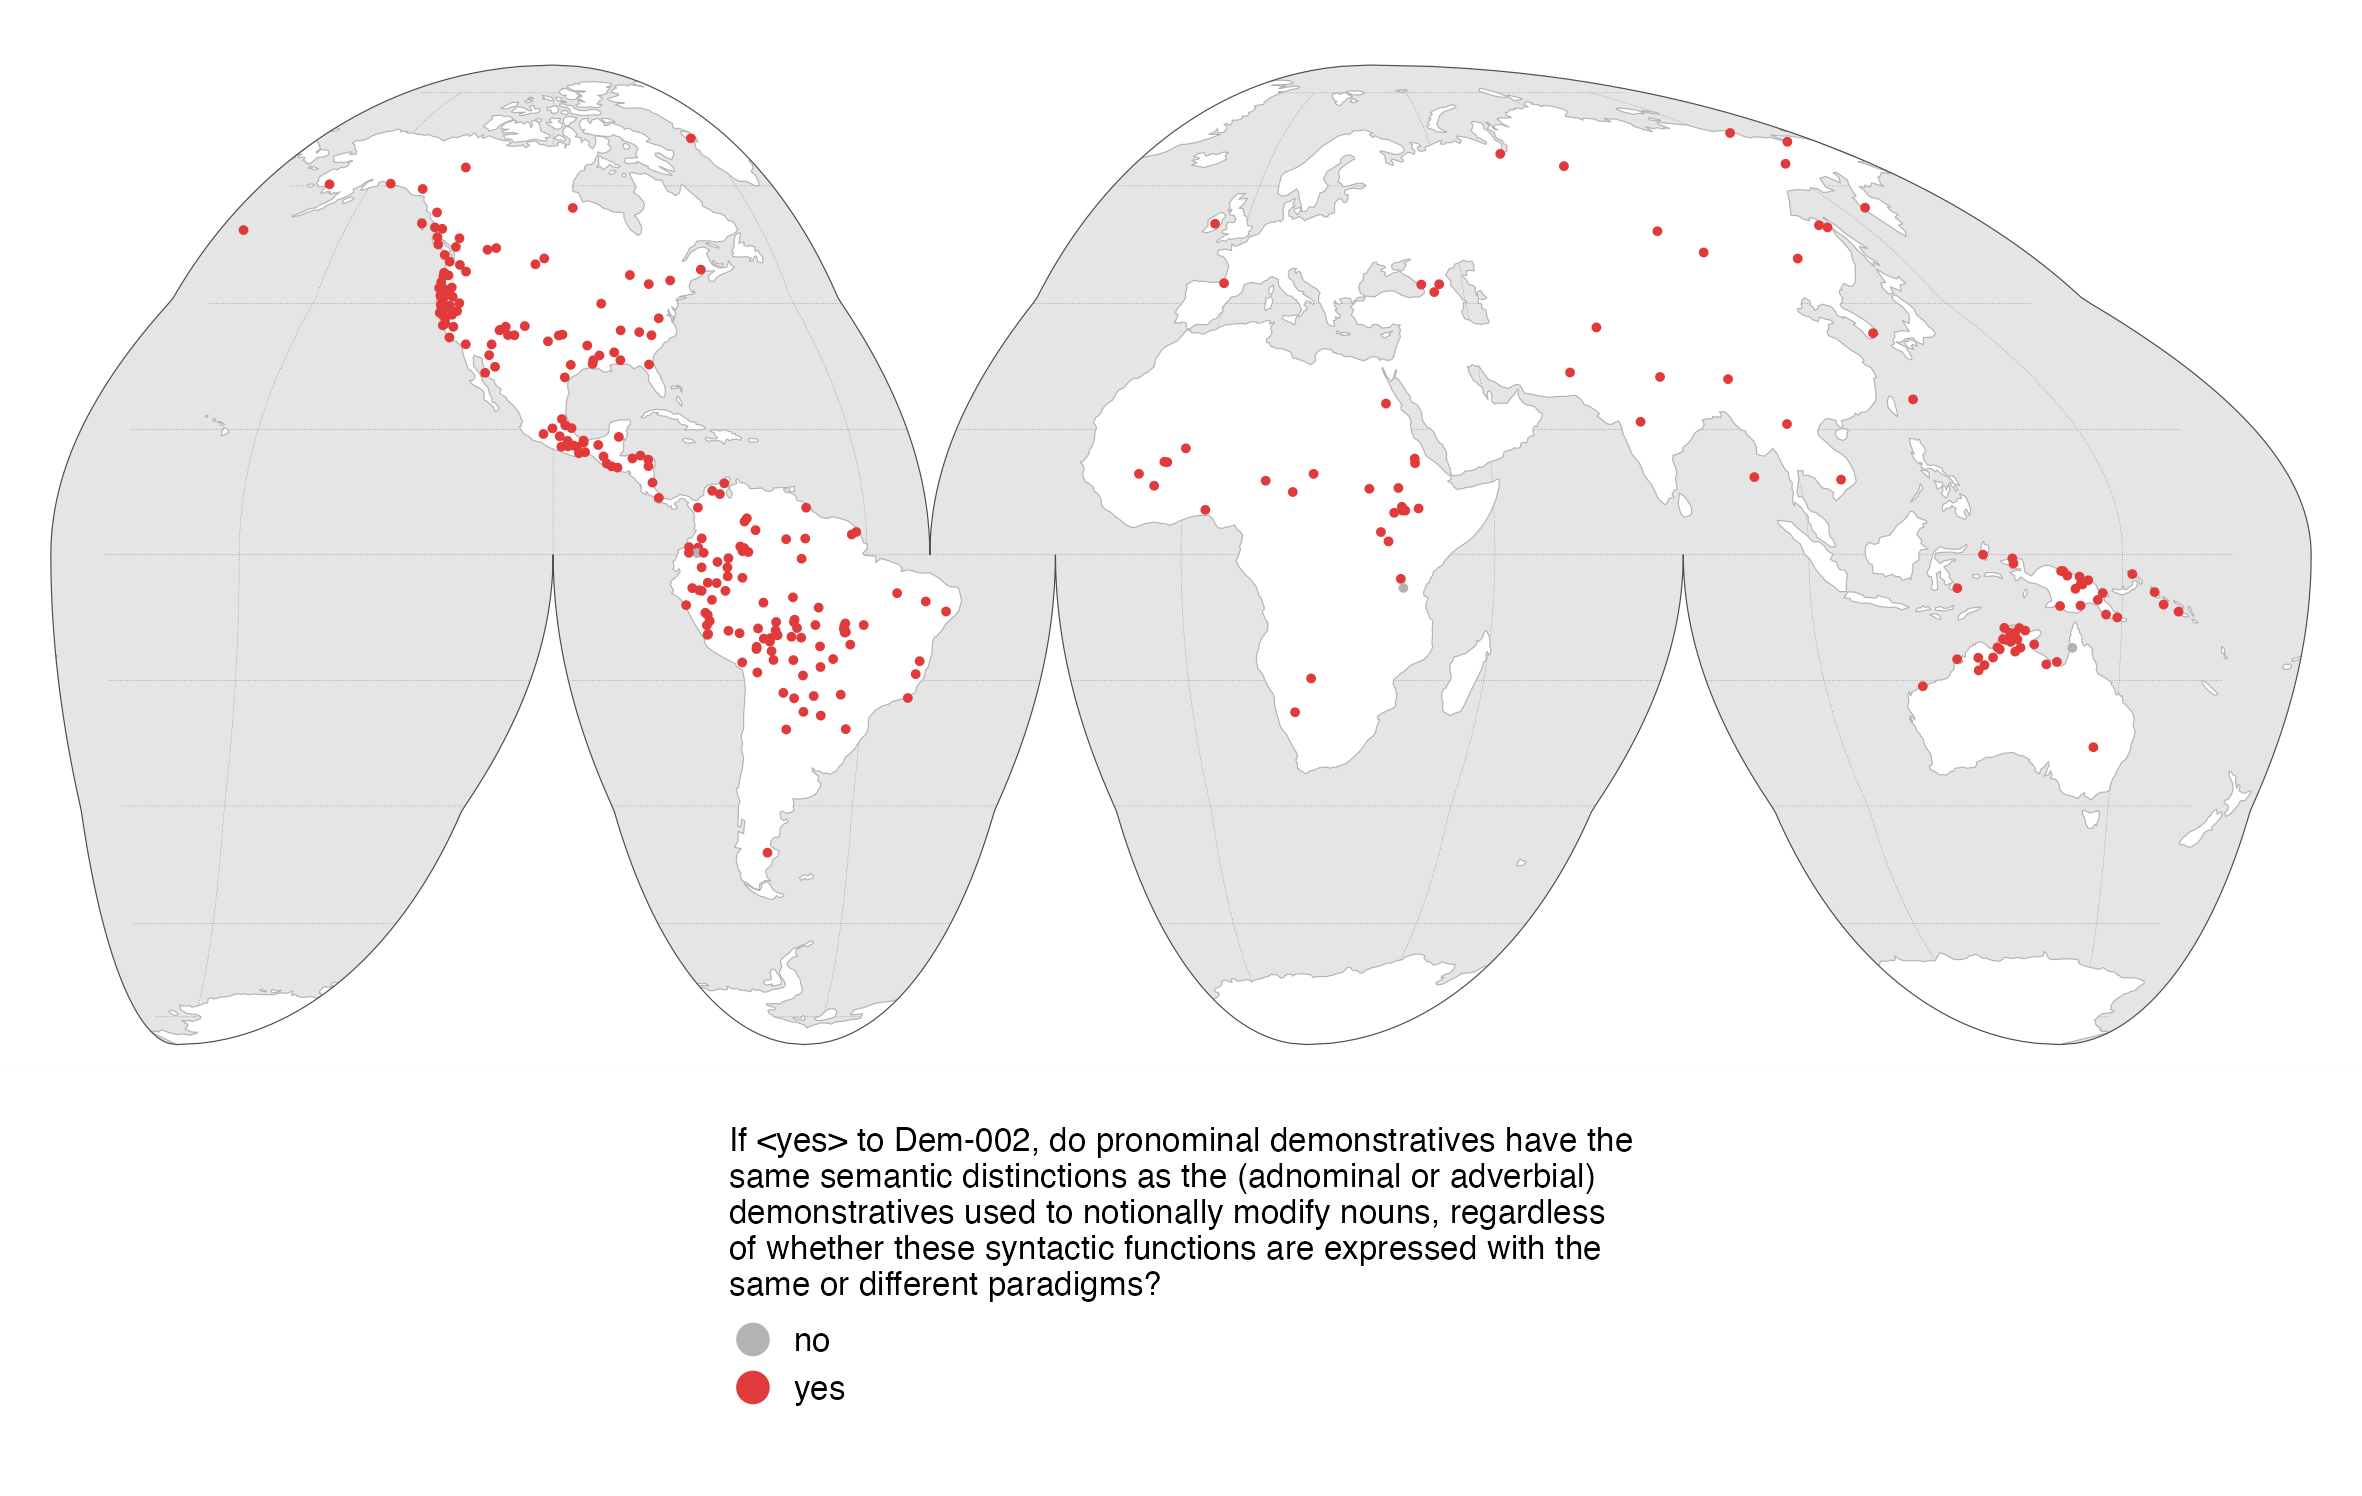 If <yes> to Dem-002, do pronominal demonstratives have the
same semantic distinctions as the (adnominal or adverbial)
demonstratives used to notionally modify nouns, regardless
of whether these syntactic functions are expressed with the
same or different paradigms?
no
yes